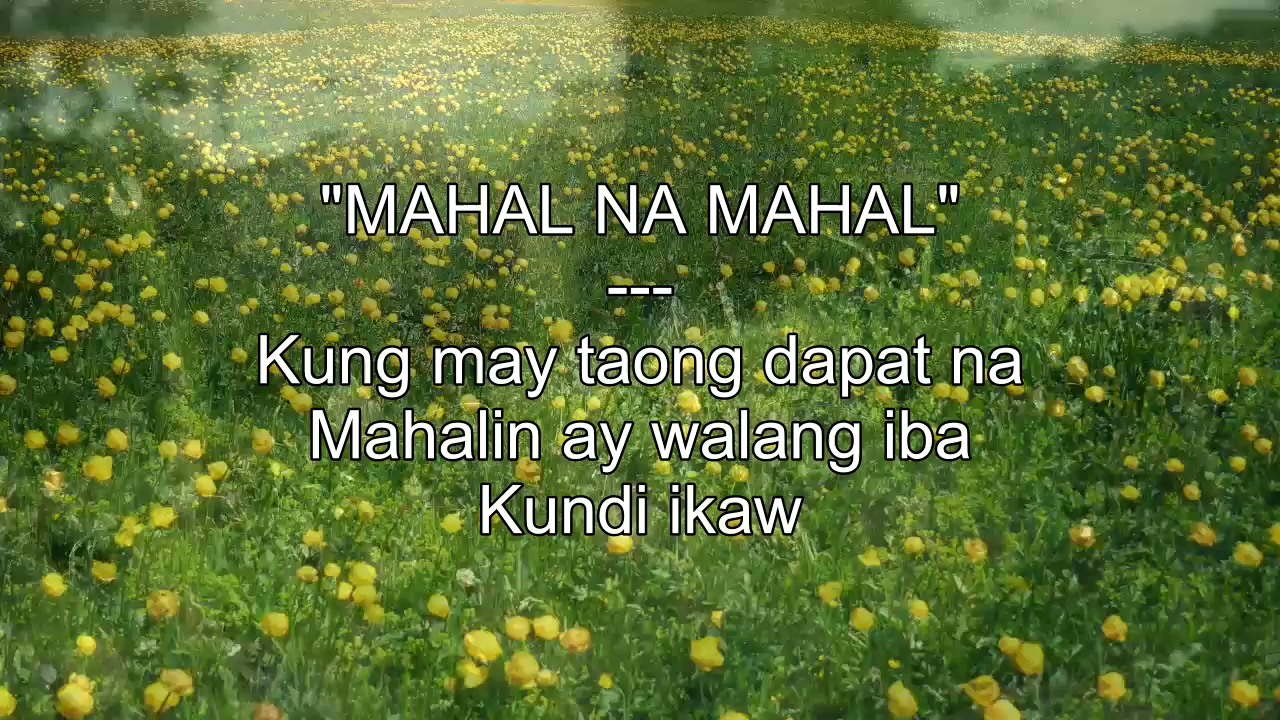 "MAHAL NA MAHAL"
---
Kung may taong dapat na
Mahalin ay walang iba
Kundi ikaw